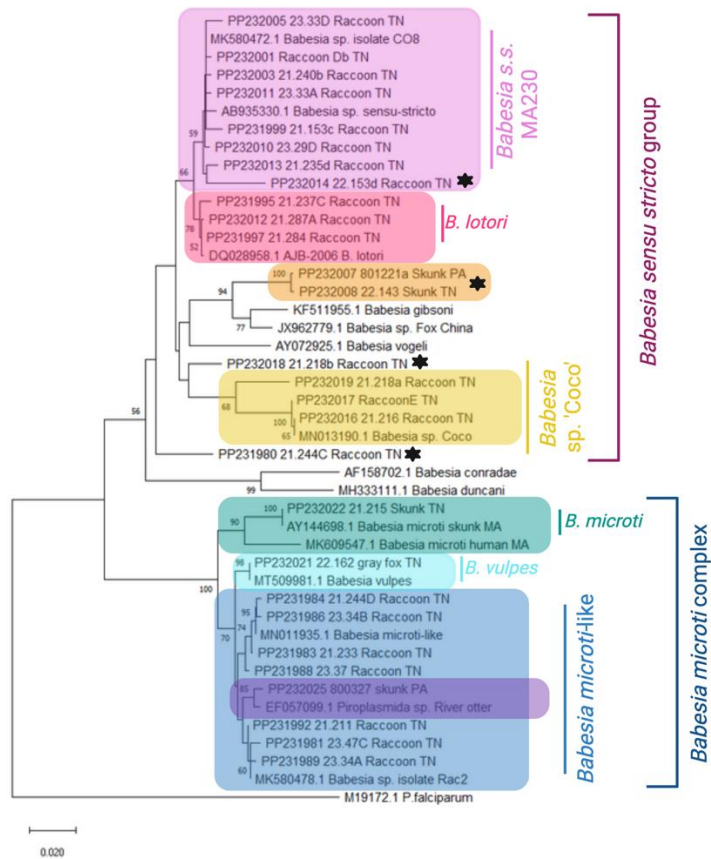 PP232005 23.33D Raccoon TN
MK580472.1 Babesia sp. isolate CO8
PP232001 Raccoon Db TN
PP232003 21.240b Raccoon TN
PP232011 23.33A Raccoon TN
AB935330.1 Babesia sp. sensu-stricto
PP231999 21.153c Raccoon TN
59
PP232010 23.29D Raccoon TN
PP232013 21.235d Raccoon TN
66
PP232014 22.153d Raccoon TN
Babesia s.s.
MA230
PP231995 21.237C Raccoon TN
PP232012 21.287A Raccoon TN
78
PP231997 21.284 Raccoon TN
52
DQ028958.1 AJB-2006 B. lotori
B. lotori
100
PP232007 801221a Skunk PA
PP232008 22.143 Skunk TN
94
KF511955.1 Babesia gibsoni
77
JX962779.1 Babesia sp. Fox China
AY072925.1 Babesia vogeli
PP232018 21.218b Raccoon TN
PP232019 21.218a Raccoon TN
68
PP232017 RaccoonE TN
100
PP232016 21.216 Raccoon TN
65
MN013190.1 Babesia sp. Coco
Babesia
sp. 'Coco'
56
PP231980 21.244C Raccoon TN
Babesia sensu stricto group
AF158702.1 Babesia conradae
99
MH333111.1 Babesia duncani
100
PP232022 21.215 Skunk TN
90
AY144698.1 Babesia microti skunk MA
MK609547.1 Babesia microti human MA
B. microti
98
PP232021 22.162 gray fox TN
MT509981.1 Babesia vulpes
B. vulpes
100
PP231984 21.244D Raccoon TN
95
PP231986 23.34B Raccoon TN
74
MN011935.1 Babesia microti-like
70
PP231983 21.233 Raccoon TN
PP231988 23.37 Raccoon TN
85
PP232025 800327 skunk PA
EF057099.1 Piroplasmida sp. River otter
PP231992 21.211 Raccoon TN
PP231981 23.47C Raccoon TN
PP231989 23.34A Raccoon TN
60
MK580478.1 Babesia sp. isolate Rac2
Babesia microti-like
Babesia microti complex
M19172.1 P.falciparum
0.020